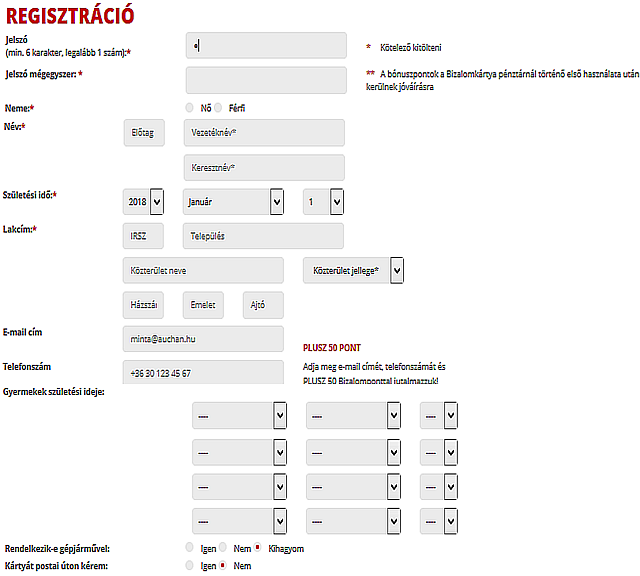 REGISZTRÁCIÓ
Jelszó
(min. 6 karakter, legalább 1 szám):*
* Kötelező kitölteni
Jelszó mégegyszer: *
** A bónuszpontok a Bizalomkártya pénztárnál történő első használata után
kerülnek jóváírásra
Neme:* Nő Férfi
Név:* Előtag Vezetéknév*
Keresztnév*
Születési idő:* 2018 Január 1
Lakcím:* IRSZ Település
Közterület neve Közterület jellege*
Házszá Emelet Ajtó
E-mail cím minta@auchan.hu
PLUSZ 50 PONT
Telefonszám +36 30 123 45 67
Adja meg e-mail címét, telefonszámát és
PLUSZ 50 Bizalomponttal jutalmazzuk!
Gyermekek születési ideje:
---- ---- ----
---- ---- ----
---- ---- ----
---- ---- ----
Rendelkezik-e gépjárművel: Igen Nem Kihagyom
Kártyát postai úton kérem: Igen Nem